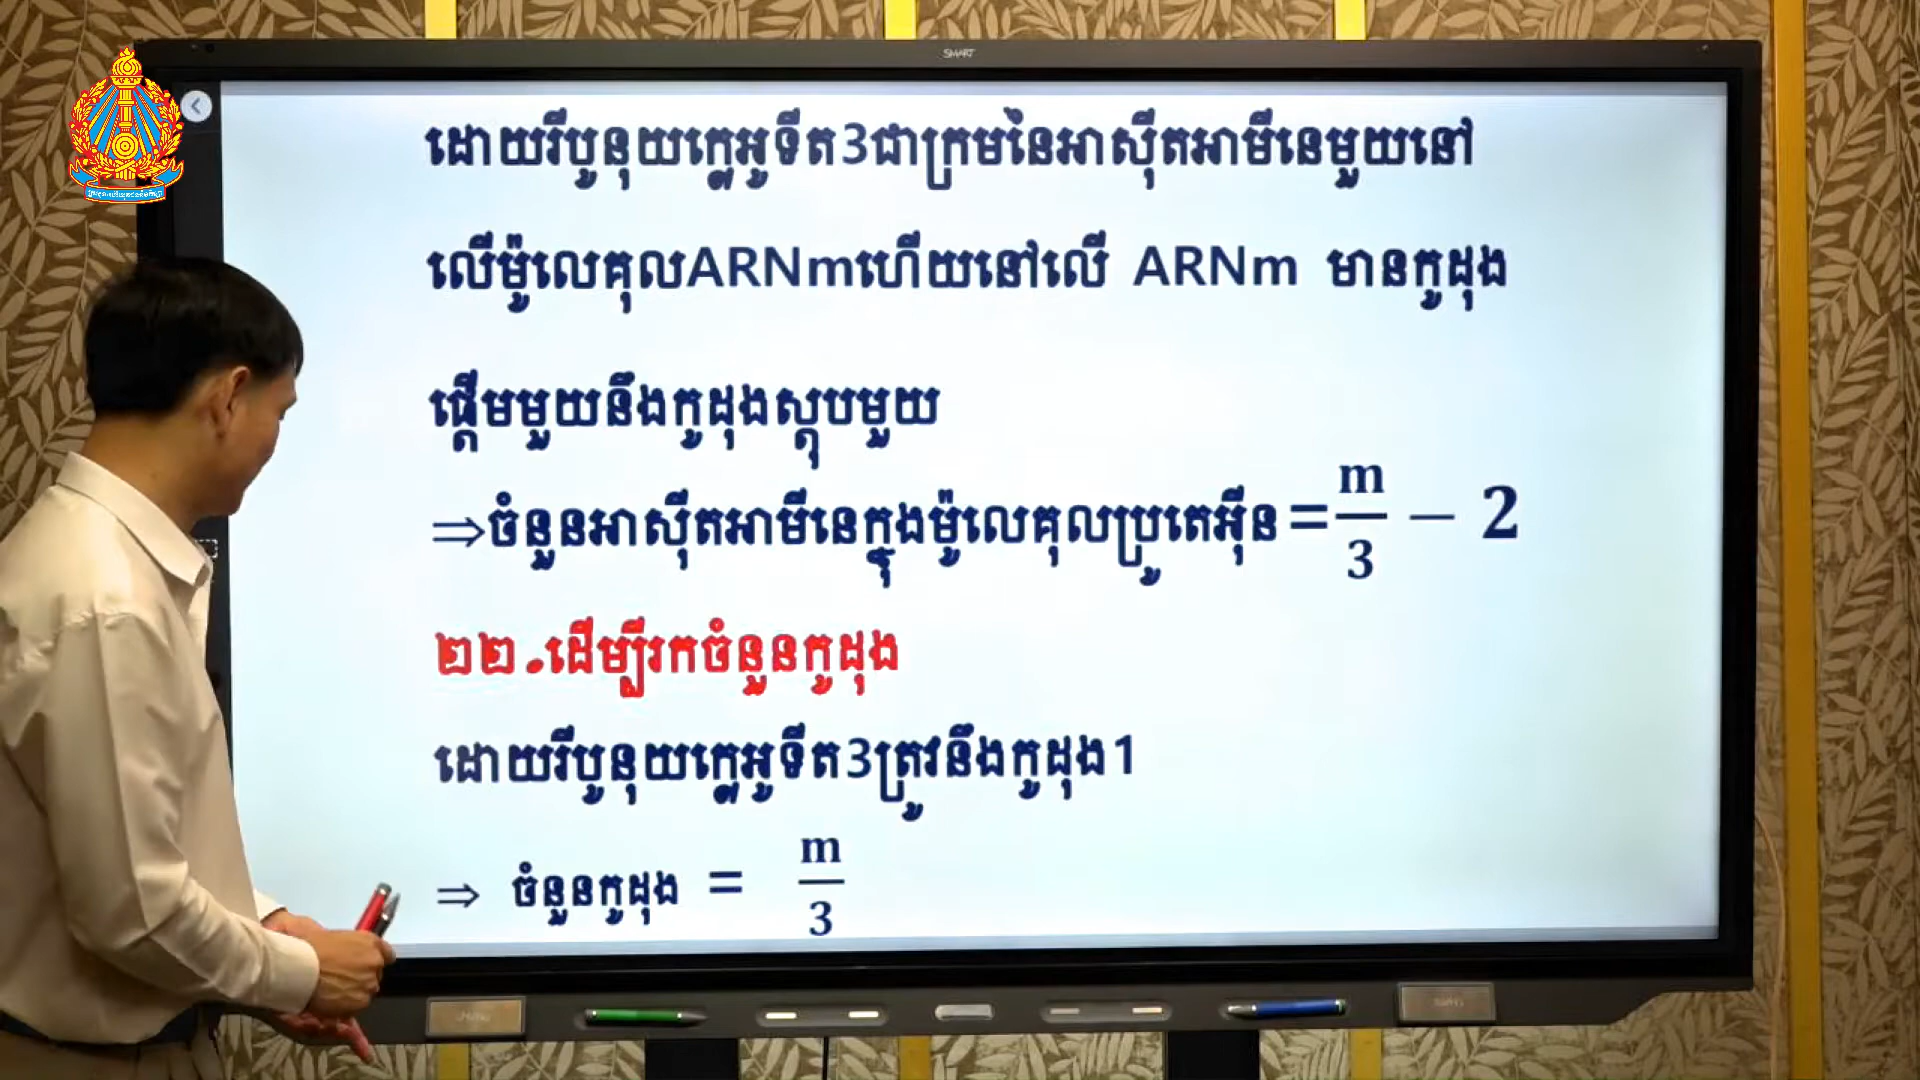 SMART
ដោយរីបូនុយក្លេអូទីត3ជាក្រមនៃអាស៊ីតអាមីនេមួយនៅ
លើម៉ូលេគុលARNmហើយនៅលើ ARNm មានកូដុង
ផ្តើមមួយនឹងកូដុងស្តុបមួយ
⇒ចំនួនអាស៊ីតអាមីនេក្នុងម៉ូលេគុលប្រូតេអ៊ីន=m/3 − 2
២២.ដើម្បីរកចំនួនកូដុង
ដោយរីបូនុយក្លេអូទីត3ត្រូវនឹងកូដុង1
⇒ ចំនួនកូដុង = m/3